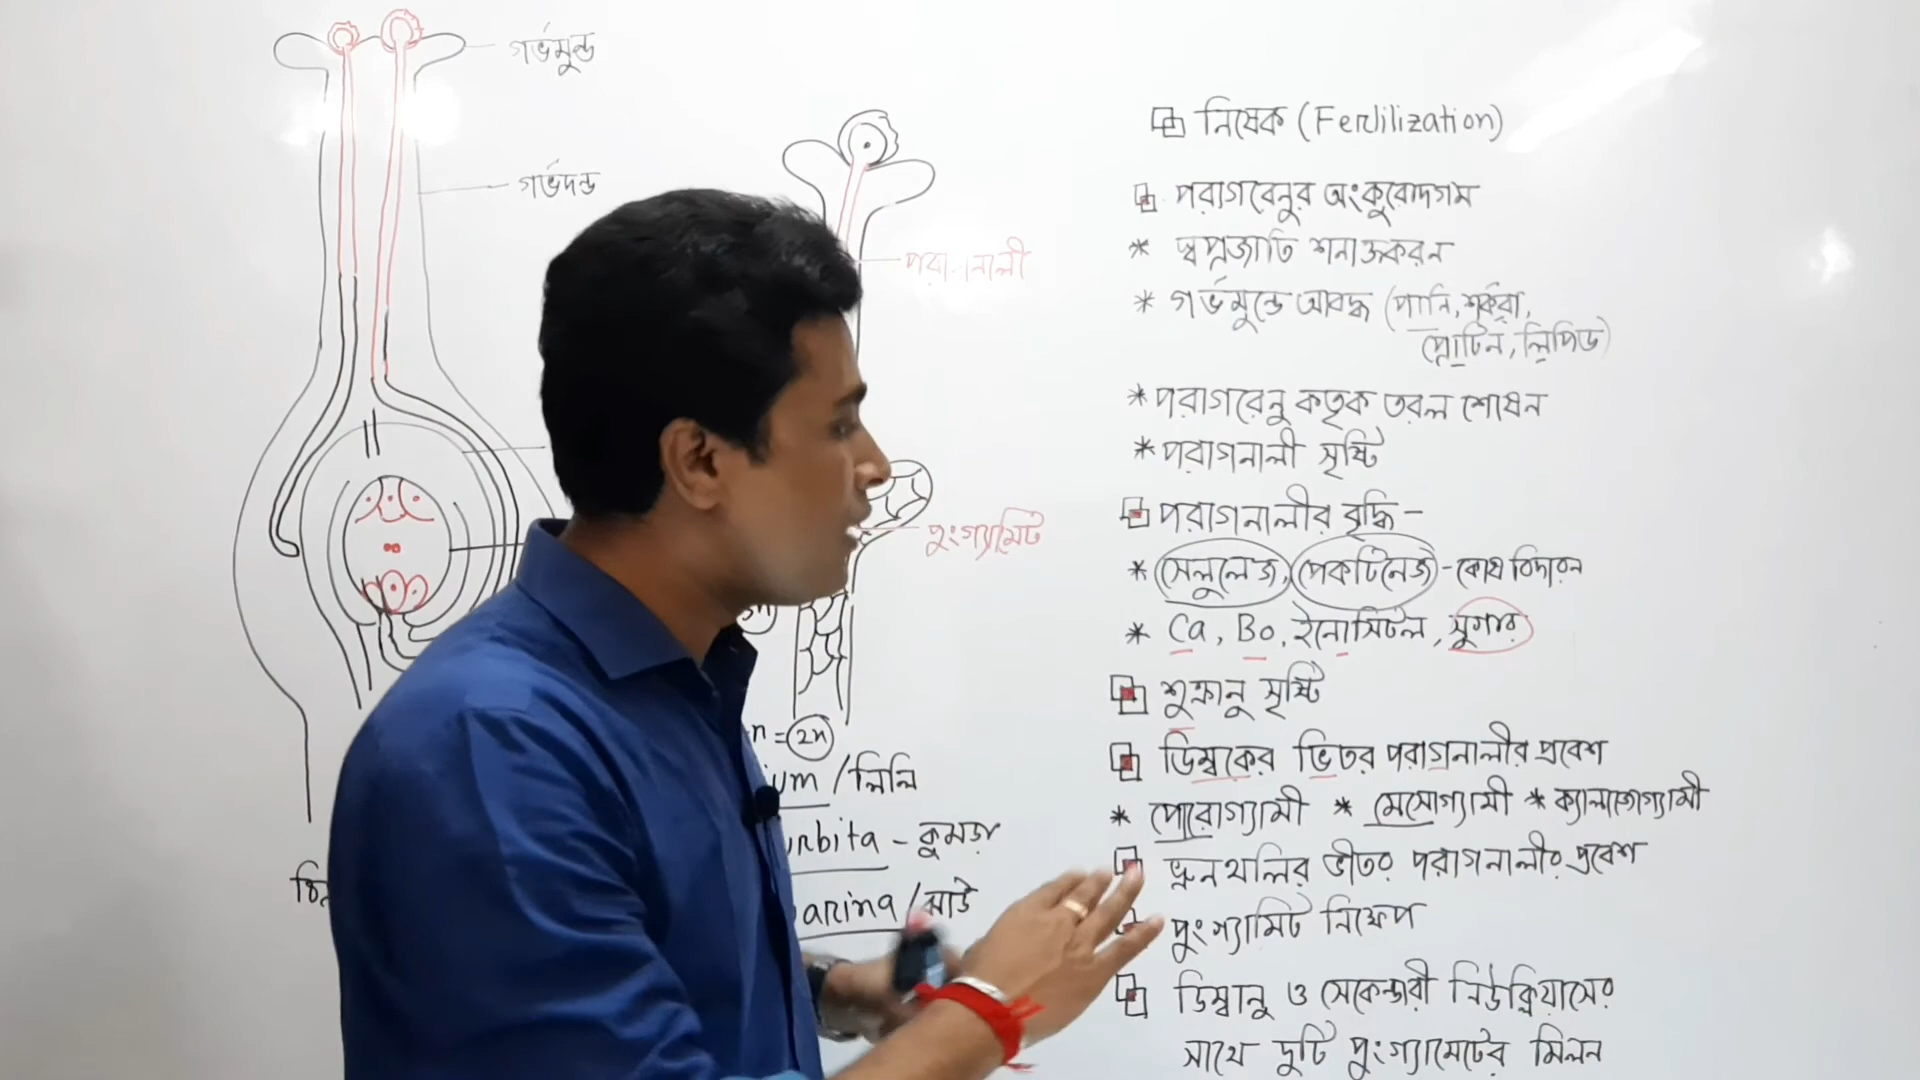 গর্ভমুন্ড
গর্ভদন্ড
পরাগনালী
পুংগ্যামিট
n = 2n
um / লিলি
urbita - কুমড়া
arina / ঝাউ
নিষেক (Fertilization)
পরাগরেনুর অংকুরোদগম
* স্বপ্রজাতি শনাক্তকরন
* গর্ভমুন্ডে আবদ্ধ (পানি, শর্করা,
প্রোটিন, লিপিড)
* পরাগরেনু কতৃক তরল শোষন
* পরাগনালী সৃষ্টি
পরাগনালীর বৃদ্ধি -
* সেলুলেজ, পেকটিনেজ - কোষ বিদারন
* Ca, Bo, ইনোসিটল, সুগার
শুক্রানু সৃষ্টি
ডিম্বকের ভিতর পরাগনালীর প্রবেশ
* পোরোগ্যামী * মেসোগ্যামী * ক্যালাজোগ্যামী
ভ্রুনথলির ভীতর পরাগনালীর প্রবেশ
পুংগ্যামিট নিক্ষেপ
ডিম্বানু ও সেকেন্ডারী নিউক্লিয়াসের
সাথে দুটি পুংগ্যামেটের মিলন